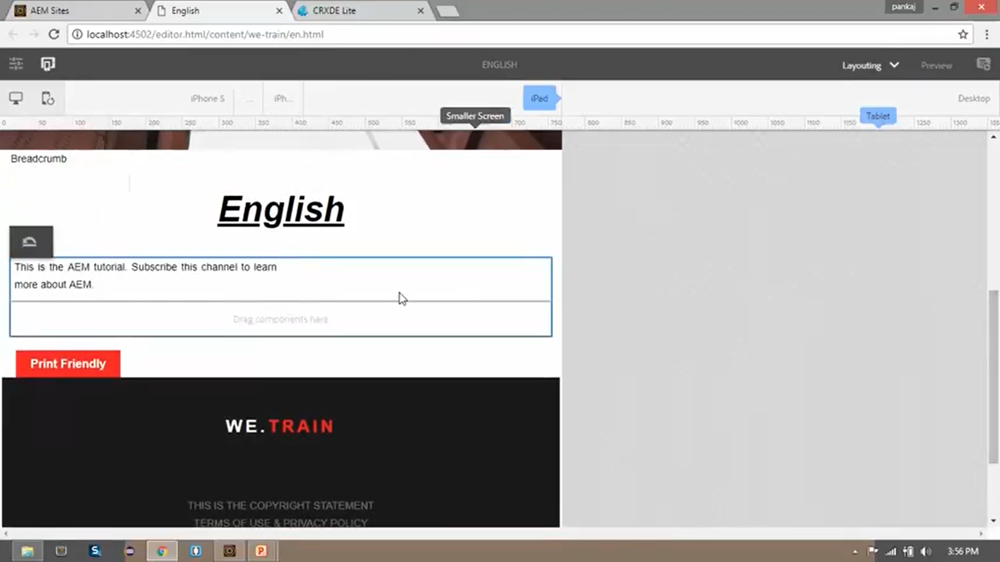 AEM Sites
English
CRXDE Lite
pankaj
localhost:4502/editor.html/content/we-train/en.html
ENGLISH
Layouting
Preview
iPhone S
...
iPh...
iPad
Desktop
Smaller Screen
Tablet
0 50 100 150 200 250 300 350 400 450 500 550 700 750 800 850 900 950 1000 1050 1100 1150 1250 1300
Breadcrumb
English
This is the AEM tutorial. Subscribe this channel to learn
more about AEM.
Drag components here
Print Friendly
WE.TRAIN
THIS IS THE COPYRIGHT STATEMENT
TERMS OF USE & PRIVACY POLICY
3:56 PM